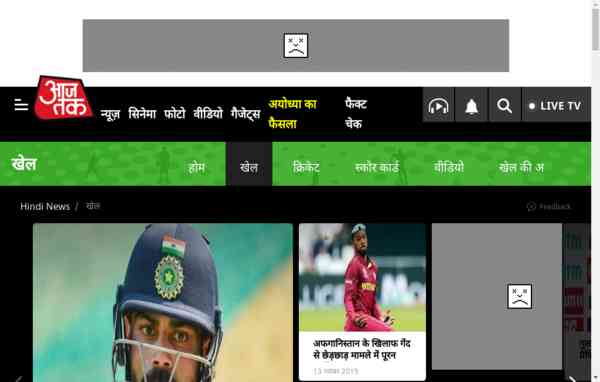 आज तक
न्यूज़ सिनेमा फोटो वीडियो गैजेट्स अयोध्या का फैसला फैक्ट चेक
LIVE TV
खेल
होम खेल क्रिकेट स्कोर कार्ड वीडियो खेल की अ
Hindi News / खेल
Feedback
अफगानिस्तान के खिलाफ गेंद
से छेड़छाड़ मामले में पूरन
13 नवंबर 2019